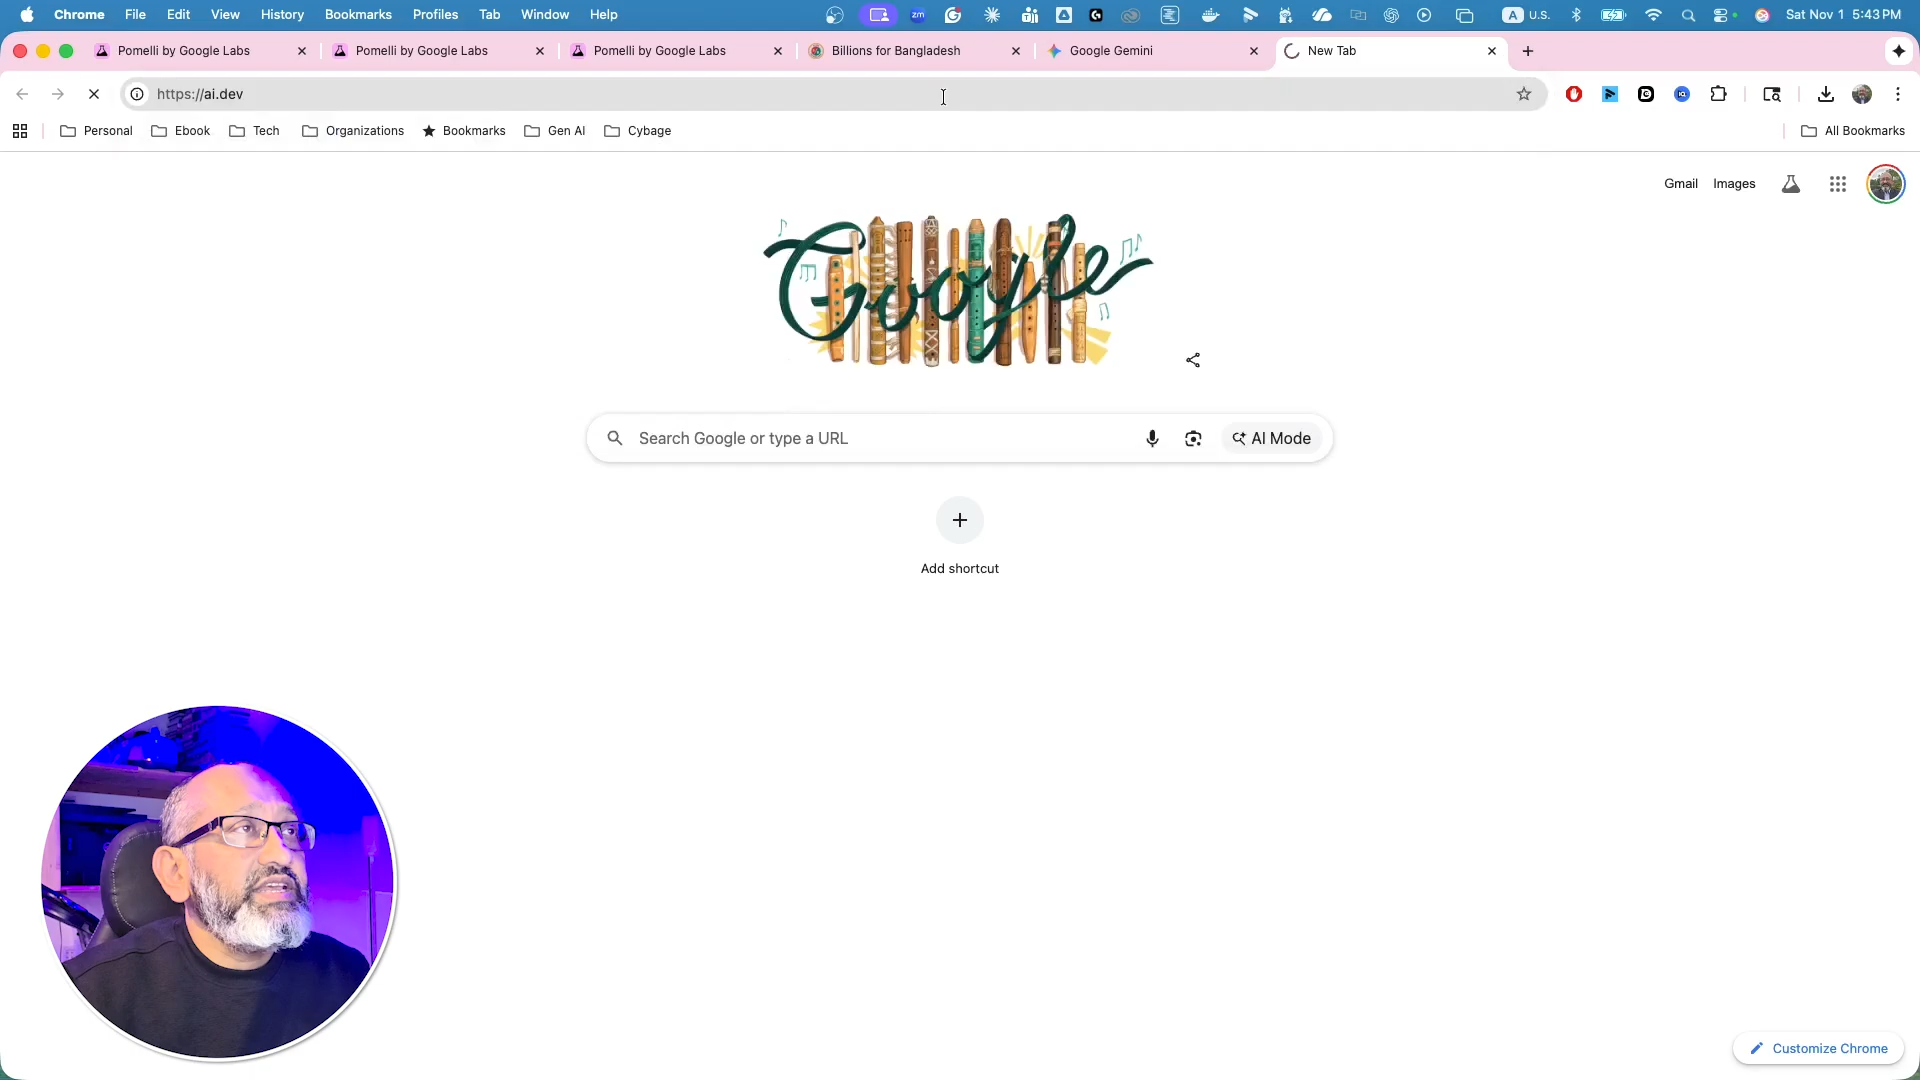 Chrome File Edit View History Bookmarks Profiles Tab Window Help zm A U.S. Sat Nov 1 5:43 PM
Pomelli by Google Labs Pomelli by Google Labs Pomelli by Google Labs Billions for Bangladesh Google Gemini New Tab
https://ai.dev
Personal Ebook Tech Organizations Bookmarks Gen AI Cybage All Bookmarks
Gmail Images
Google
Search Google or type a URL AI Mode
Add shortcut
Customize Chrome